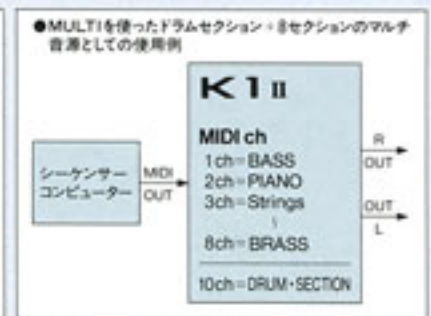 ●MULTIを使ったドラムセクション+8セクションのマルチ
音源としての使用例
K1 II
MIDI ch
1ch=BASS
2ch=PIANO
3ch=Strings
≀
8ch=BRASS
10ch=DRUM・SECTION
シーケンサー
コンピューター
MIDI
OUT
R
OUT
OUT
L